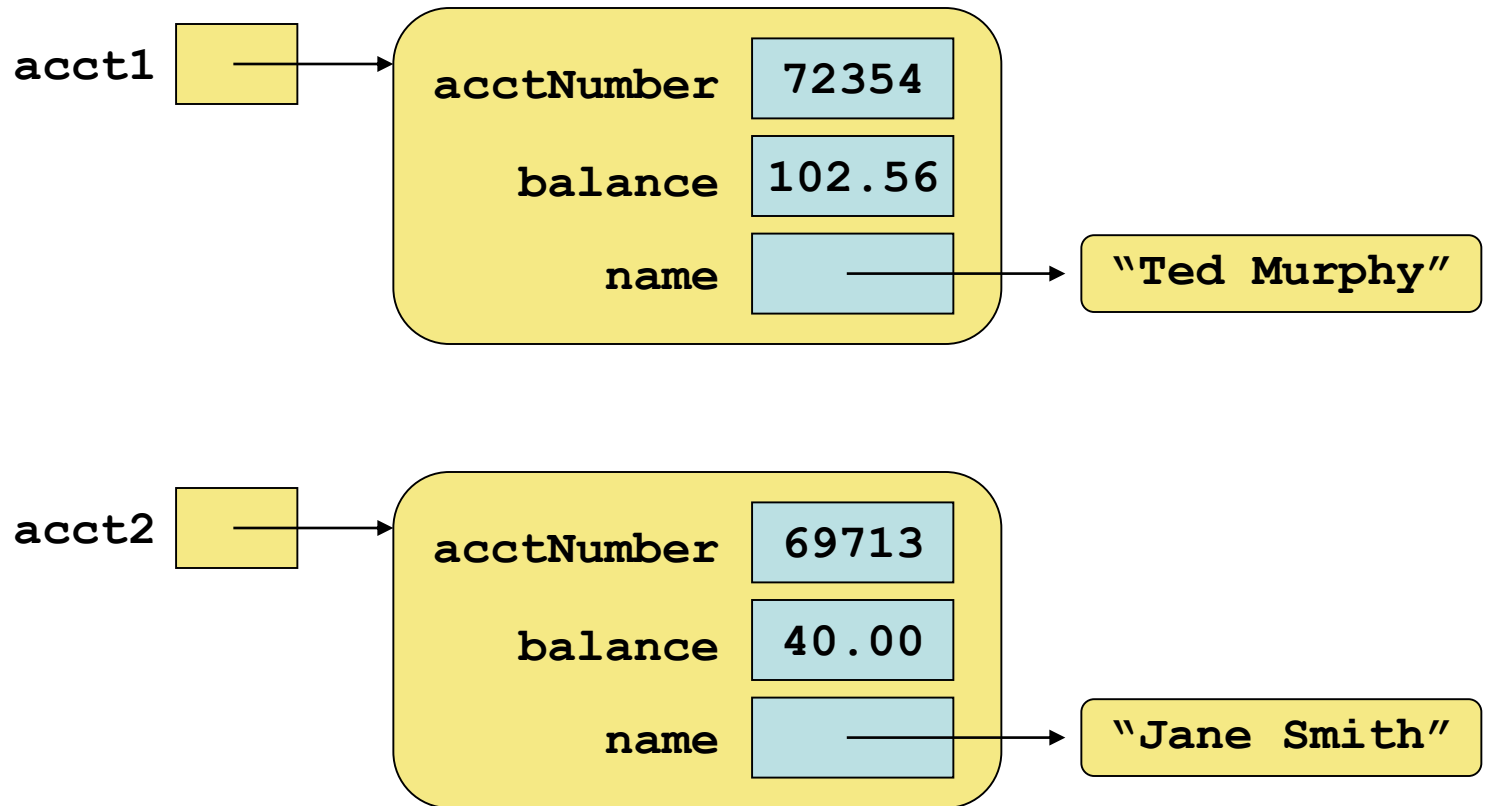 acct1
acctNumber 72354
balance 102.56
name “Ted Murphy”
acct2
acctNumber 69713
balance 40.00
name “Jane Smith”